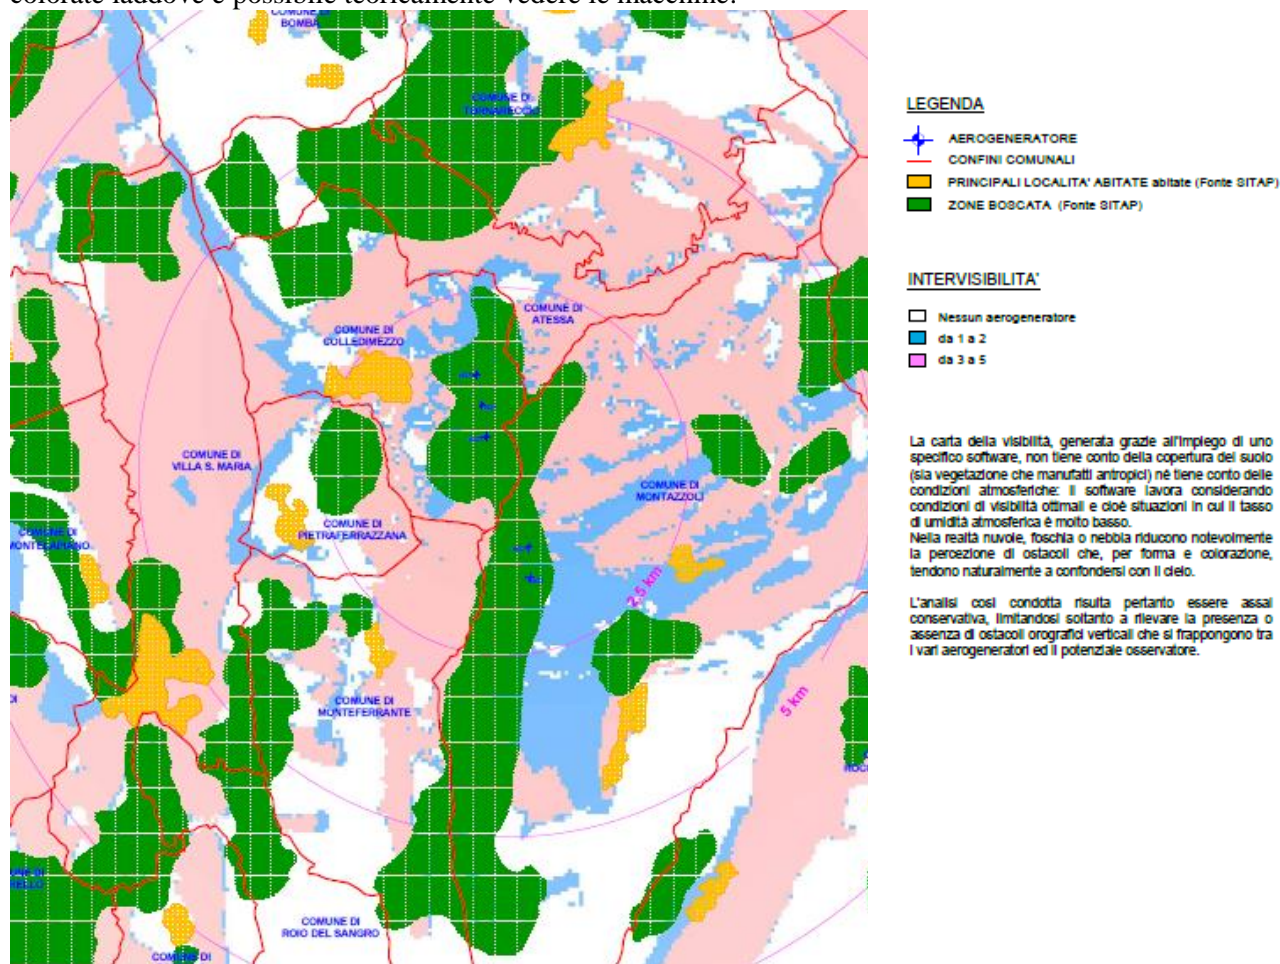 colorate laddove è possibile teoricamente vedere le macchine.
COMUNE DI
BOMBA
COMUNE DI
TORNARECCIO
COMUNE DI
ATESSA
COMUNE DI
COLLEDIMEZZO
COMUNE DI
VILLA S. MARIA
COMUNE DI
MONTAZZOLI
COMUNE DI
PIETRAFERRAZZANA
COMUNE DI
MONTELAPIANO
2.5 km
COMUNE DI
MONTEFERRANTE
5 km
COMUNE DI
ROIO DEL SANGRO
COMUNE DI
LEGENDA
AEROGENERATORE
CONFINI COMUNALI
PRINCIPALI LOCALITA' ABITATE abitate (Fonte SITAP)
ZONE BOSCATA (Fonte SITAP)
INTERVISIBILITA'
Nessun aerogeneratore
da 1 a 2
da 3 a 5
La carta della visibilità, generata grazie all'impiego di uno
specifico software, non tiene conto della copertura del suolo
(sia vegetazione che manufatti antropici) nè tiene conto delle
condizioni atmosferiche: il software lavora considerando
condizioni di visibilità ottimali e cioè situazioni in cui il tasso
di umidità atmosferica è molto basso.
Nella realtà nuvole, foschia o nebbia riducono notevolmente
la percezione di ostacoli che, per forma e colorazione,
tendono naturalmente a confondersi con il cielo.
L'analisi così condotta risulta pertanto essere assai
conservativa, limitandosi soltanto a rilevare la presenza o
assenza di ostacoli orografici verticali che si frappongono tra
i vari aerogeneratori ed il potenziale osservatore.